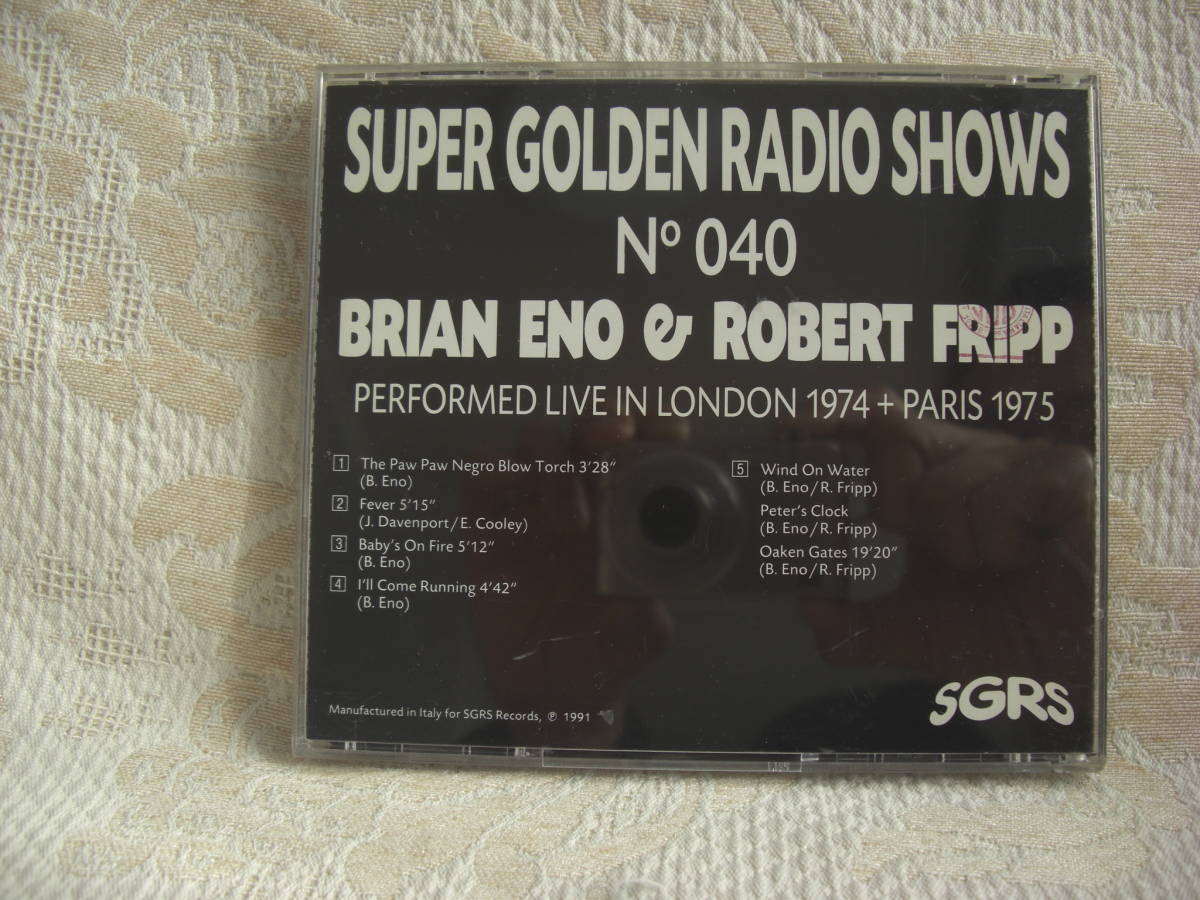 SUPER GOLDEN RADIO SHOWS
Nº 040
BRIAN ENO & ROBERT FRIPP
PERFORMED LIVE IN LONDON 1974 + PARIS 1975
1 The Paw Paw Negro Blow Torch 3'28"
(B. Eno)
2 Fever 5'15"
(J. Davenport/E. Cooley)
3 Baby's On Fire 5'12"
(B. Eno)
4 I'll Come Running 4'42"
(B. Eno)
5 Wind On Water
(B. Eno/R. Fripp)
Peter's Clock
(B. Eno/R. Fripp)
Oaken Gates 19'20"
(B. Eno/R. Fripp)
Manufactured in Italy for SGRS Records, ℗ 1991
SGRS